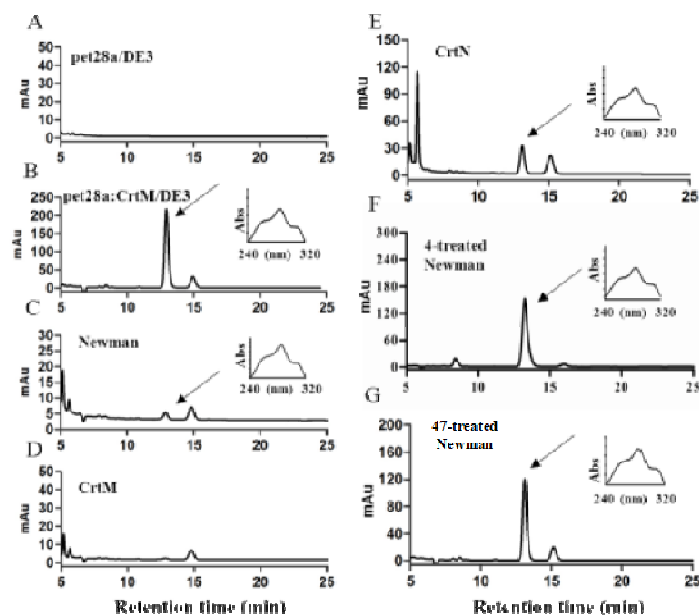 A
pet28a/DE3
mAu
50
40
30
20
10
0
5 10 15 20 25
B
pet28a:CrtM/DE3
mAu
250
200
150
100
50
0
Abs
240 (nm) 320
5 10 15 20 25
C
Newman
mAu
30
25
20
15
10
5
0
Abs
240 (nm) 320
5 10 15 20 25
D
CrtM
mAu
50
40
30
20
10
0
5 10 15 20 25
Retention time (min)
E
CrtN
mAu
150
120
90
60
30
0
Abs
240 (nm) 320
5 10 15 20 25
F
4-treated
Newman
mAu
300
240
180
120
60
0
Abs
240 (nm) 320
5 10 15 20 25
G
47-treated
Newman
mAu
200
160
120
80
40
0
Abs
240 (nm) 320
5 10 15 20 25
Retention time (min)